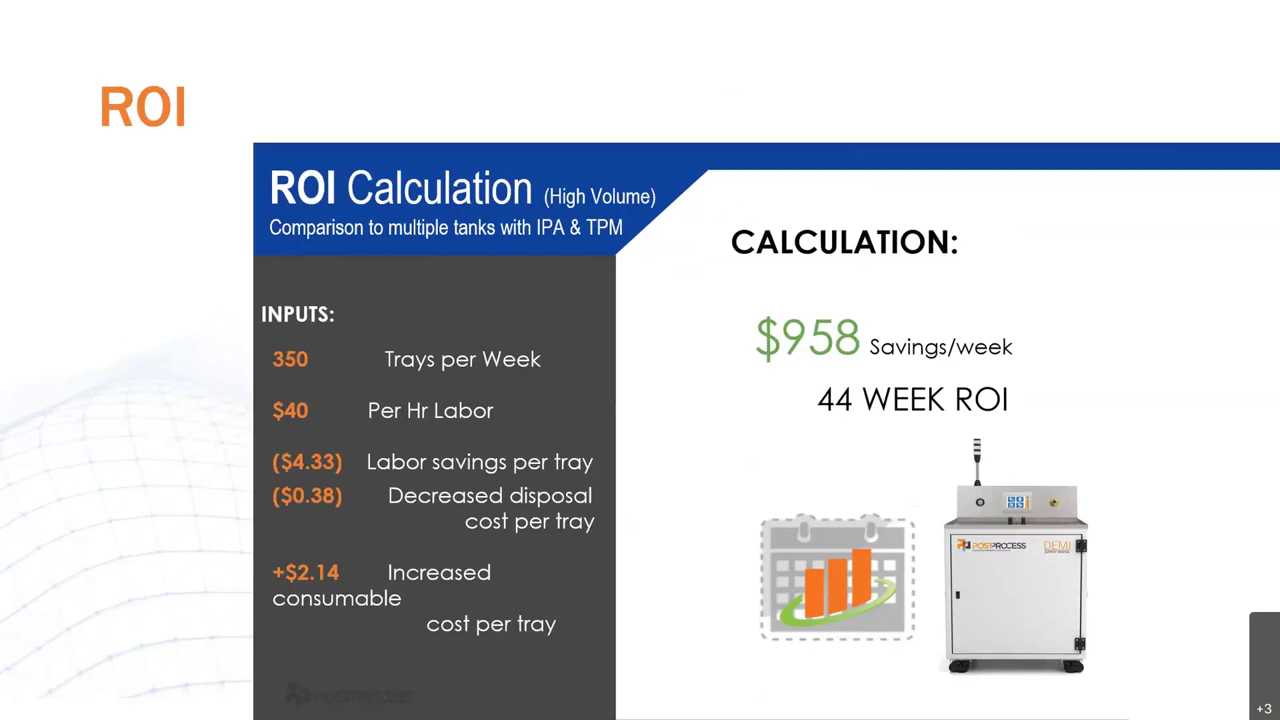 ROI
ROI Calculation (High Volume)
Comparison to multiple tanks with IPA & TPM
INPUTS:
350 Trays per Week
$40 Per Hr Labor
($4.33) Labor savings per tray
($0.38) Decreased disposal
cost per tray
+$2.14 Increased
consumable
cost per tray
POSTPROCESS
CALCULATION:
$958 Savings/week
44 WEEK ROI
POSTPROCESS
DEMI
+3